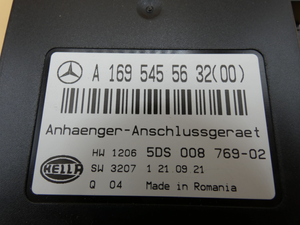 A 169 545 56 32(00)
Anhaenger-Anschlussgeraet
HW 1206 5DS 008 769-02
HELLA SW 3207 1 21 09 21
Q 04 Made in Romania